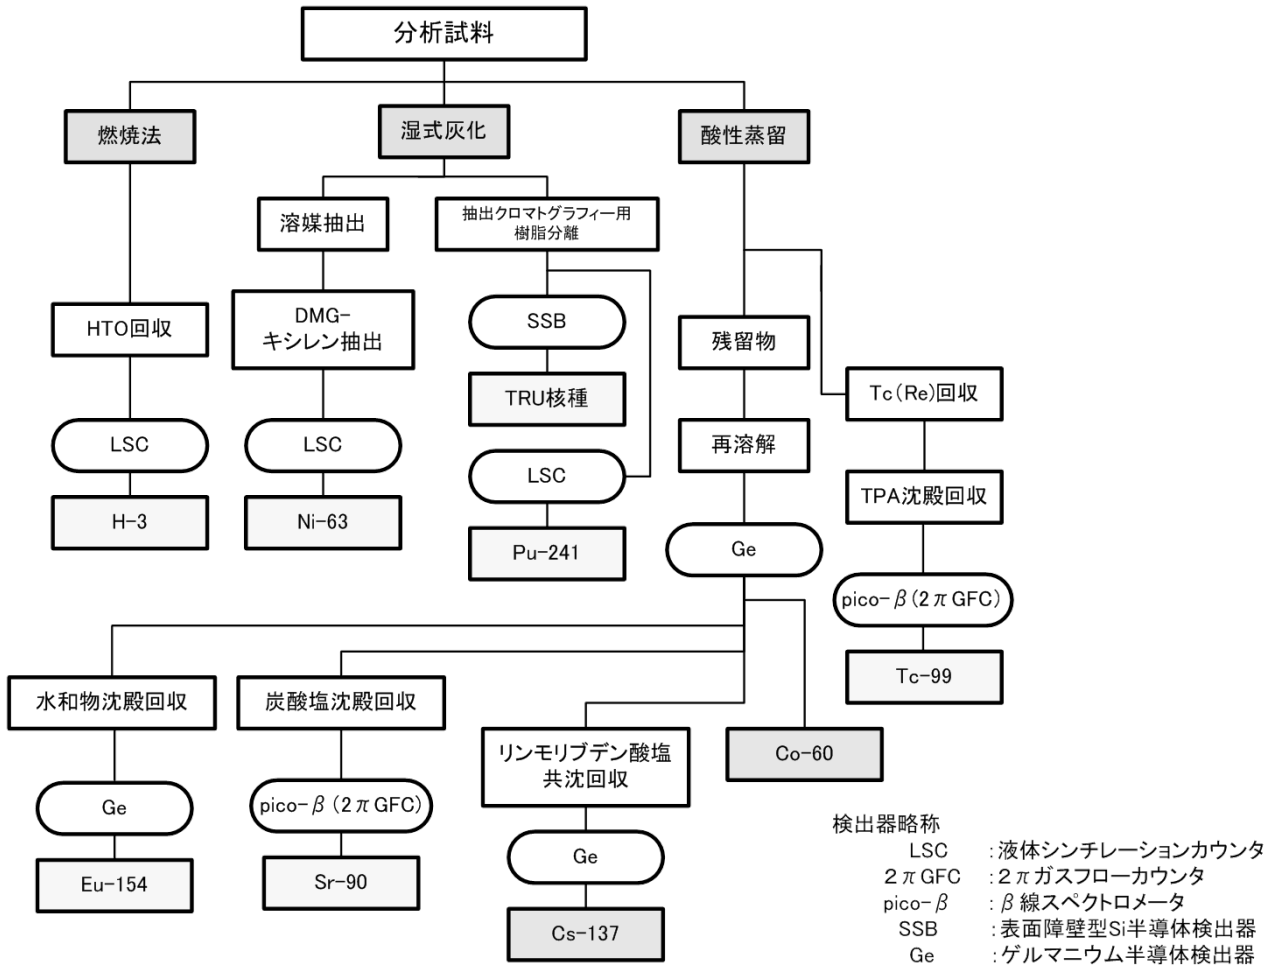 分析試料
燃焼法
湿式灰化
酸性蒸留
溶媒抽出
抽出クロマトグラフィー用
樹脂分離
HTO回収
DMG-
キシレン抽出
SSB
TRU核種
残留物
Tc(Re)回収
LSC
LSC
LSC
再溶解
TPA沈殿回収
H-3
Ni-63
Pu-241
Ge
pico-β(2πGFC)
Tc-99
水和物沈殿回収
炭酸塩沈殿回収
リンモリブデン酸塩
共沈回収
Co-60
Ge
pico-β(2πGFC)
Ge
Eu-154
Sr-90
Cs-137
検出器略称
LSC :液体シンチレーションカウンタ
2πGFC :2πガスフローカウンタ
pico-β :β線スペクトロメータ
SSB :表面障壁型Si半導体検出器
Ge :ゲルマニウム半導体検出器